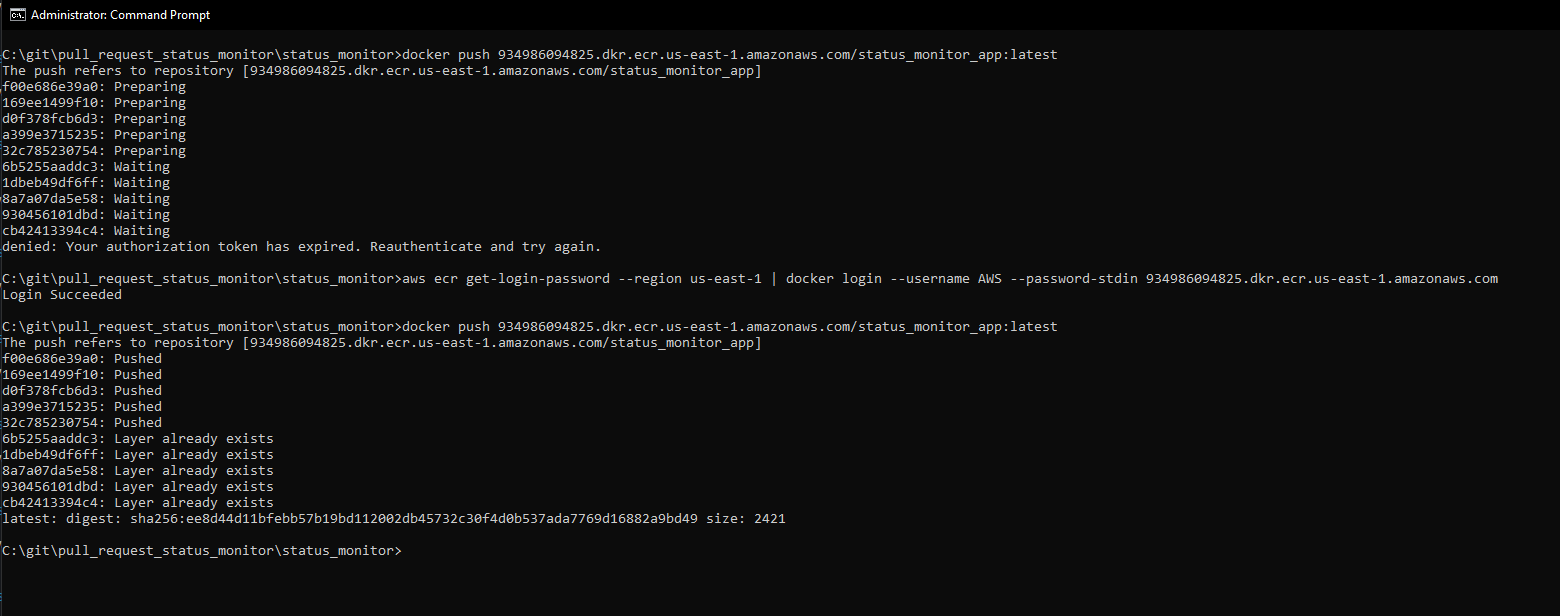 Administrator: Command Prompt
C:\git\pull_request_status_monitor\status_monitor>docker push 934986094825.dkr.ecr.us-east-1.amazonaws.com/status_monitor_app:latest
The push refers to repository [934986094825.dkr.ecr.us-east-1.amazonaws.com/status_monitor_app]
f00e686e39a0: Preparing
169ee1499f10: Preparing
d0f378fcb6d3: Preparing
a399e3715235: Preparing
32c785230754: Preparing
6b5255aaddc3: Waiting
1dbeb49df6ff: Waiting
8a7a07da5e58: Waiting
930456101dbd: Waiting
cb42413394c4: Waiting
denied: Your authorization token has expired. Reauthenticate and try again.
C:\git\pull_request_status_monitor\status_monitor>aws ecr get-login-password --region us-east-1 | docker login --username AWS --password-stdin 934986094825.dkr.ecr.us-east-1.amazonaws.com
Login Succeeded
C:\git\pull_request_status_monitor\status_monitor>docker push 934986094825.dkr.ecr.us-east-1.amazonaws.com/status_monitor_app:latest
The push refers to repository [934986094825.dkr.ecr.us-east-1.amazonaws.com/status_monitor_app]
f00e686e39a0: Pushed
169ee1499f10: Pushed
d0f378fcb6d3: Pushed
a399e3715235: Pushed
32c785230754: Pushed
6b5255aaddc3: Layer already exists
1dbeb49df6ff: Layer already exists
8a7a07da5e58: Layer already exists
930456101dbd: Layer already exists
cb42413394c4: Layer already exists
latest: digest: sha256:ee8d44d11bfebb57b19bd112002db45732c30f4d0b537ada7769d16882a9bd49 size: 2421
C:\git\pull_request_status_monitor\status_monitor>